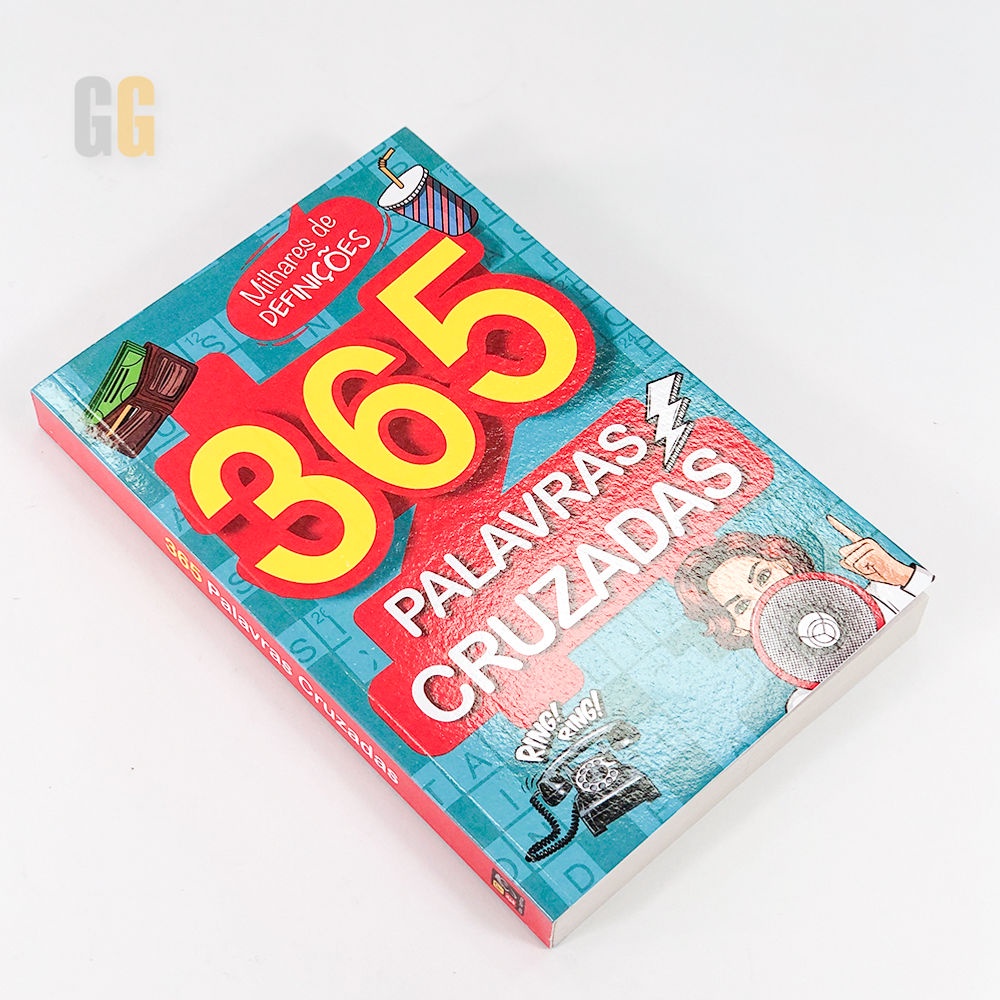 GG
Milhares de
DEFINIÇÕES
365
PALAVRAS
CRUZADAS
RING!
RING!
365 Palavras Cruzadas